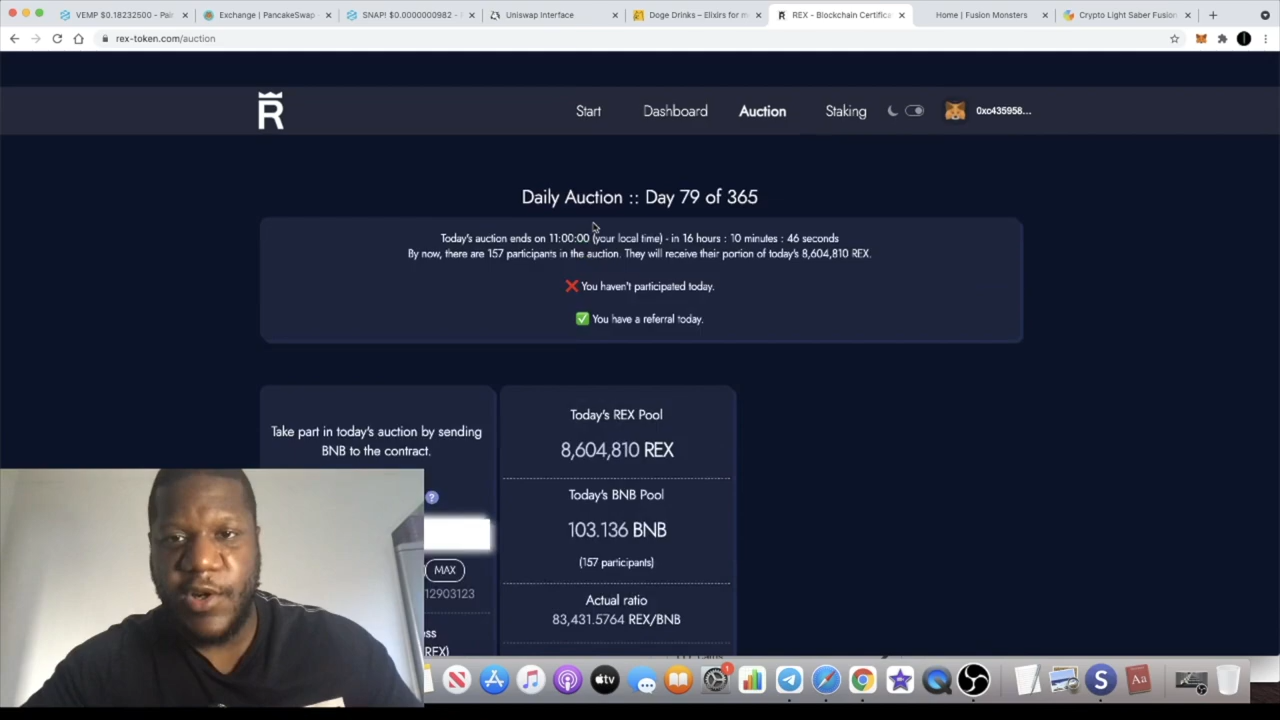 VEMP $0.18232500 - Pai
Exchange | PancakeSwap
SNAP! $0.0000000982 -
Uniswap Interface
Doge Drinks – Elixirs for m
REX - Blockchain Certifica
Home | Fusion Monsters
Crypto Light Saber Fusion
rex-token.com/auction
R
Start
Dashboard
Auction
Staking
0xc435958...
Daily Auction :: Day 79 of 365
Today's auction ends on 11:00:00 (your local time) - in 16 hours : 10 minutes : 46 seconds
By now, there are 157 participants in the auction. They will receive their portion of today's 8,604,810 REX.
You haven't participated today.
You have a referral today.
Take part in today's auction by sending
BNB to the contract.
?
MAX
12903123
ess
REX)
Today's REX Pool
8,604,810 REX
Today's BNB Pool
103.136 BNB
(157 participants)
Actual ratio
83,431.5764 REX/BNB
tv
1
S
Aa